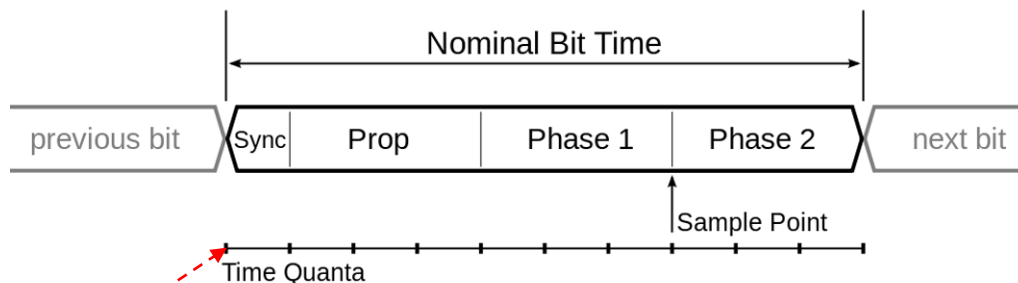 Nominal Bit Time
previous bit
Sync
Prop
Phase 1
Phase 2
next bit
Sample Point
Time Quanta